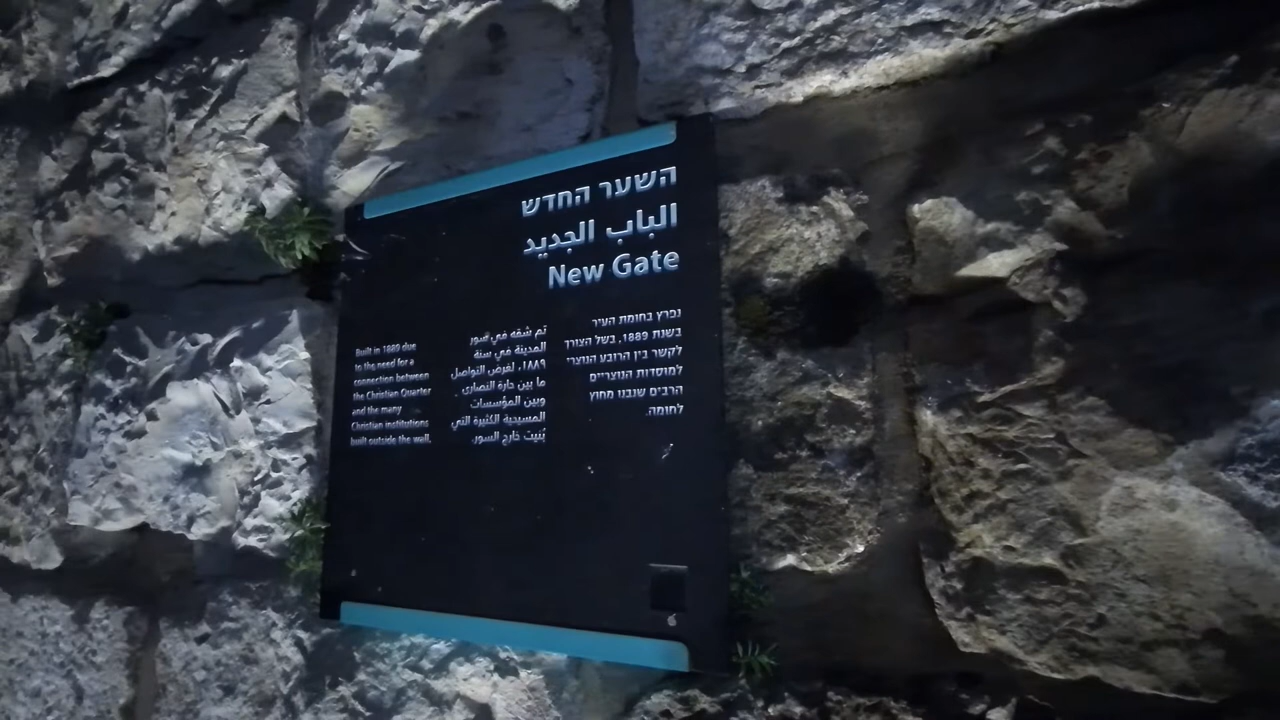 השער החדש
الباب الجديد
New Gate
נפרץ בחומת העיר
בשנת 1889, בשל הצורך
לקשר בין הרובע הנוצרי
למוסדות הנוצריים
הרבים שנבנו מחוץ
לחומה.
تم شقه في سور
المدينة في سنة
١٨٨٩، لغرض التواصل
ما بين حارة النصارى
وبين المؤسسات
المسيحية الكثيرة التي
بُنيت خارج السور.
Built in 1889 due
to the need for a
connection between
the Christian Quarter
and the many
Christian institutions
built outside the wall.